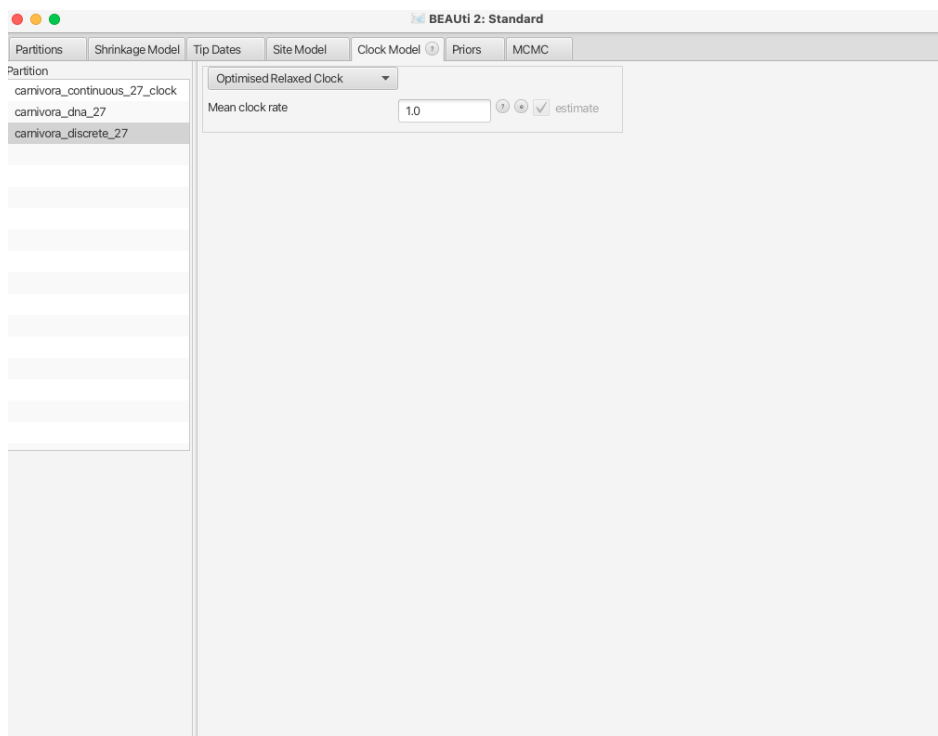 BEAUti 2: Standard
Partitions Shrinkage Model Tip Dates Site Model Clock Model ? Priors MCMC
Partition
carnivora_continuous_27_clock
carnivora_dna_27
carnivora_discrete_27
Optimised Relaxed Clock
Mean clock rate 1.0 ? estimate